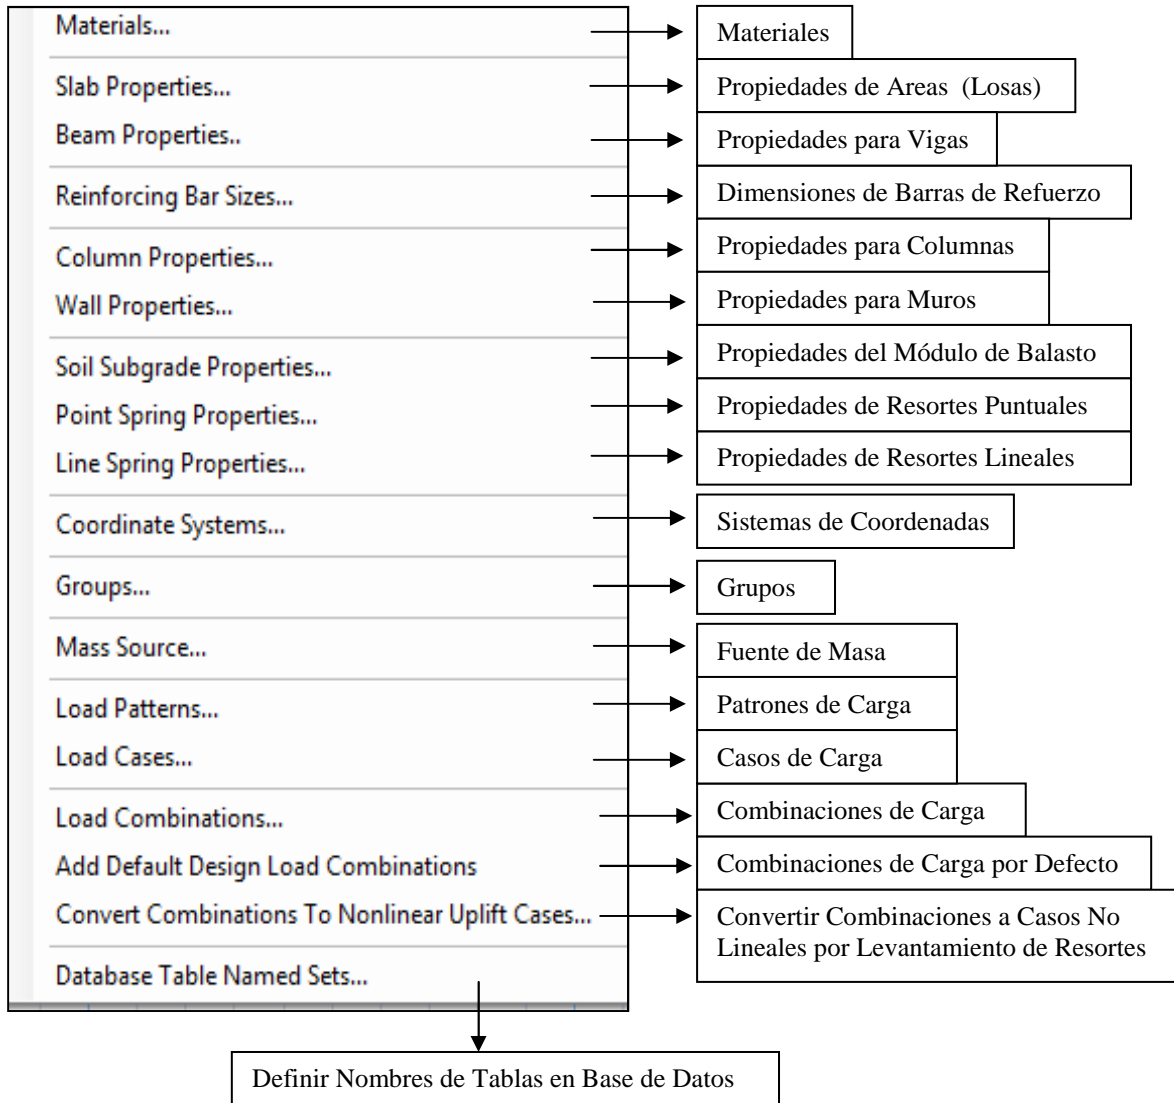 Materials...
Materiales
Slab Properties...
Propiedades de Areas (Losas)
Beam Properties..
Propiedades para Vigas
Reinforcing Bar Sizes...
Dimensiones de Barras de Refuerzo
Column Properties...
Propiedades para Columnas
Wall Properties...
Propiedades para Muros
Soil Subgrade Properties...
Propiedades del Módulo de Balasto
Point Spring Properties...
Propiedades de Resortes Puntuales
Line Spring Properties...
Propiedades de Resortes Lineales
Coordinate Systems...
Sistemas de Coordenadas
Groups...
Grupos
Mass Source...
Fuente de Masa
Load Patterns...
Patrones de Carga
Load Cases...
Casos de Carga
Load Combinations...
Combinaciones de Carga
Add Default Design Load Combinations
Combinaciones de Carga por Defecto
Convert Combinations To Nonlinear Uplift Cases...
Convertir Combinaciones a Casos No
Lineales por Levantamiento de Resortes
Database Table Named Sets...
Definir Nombres de Tablas en Base de Datos